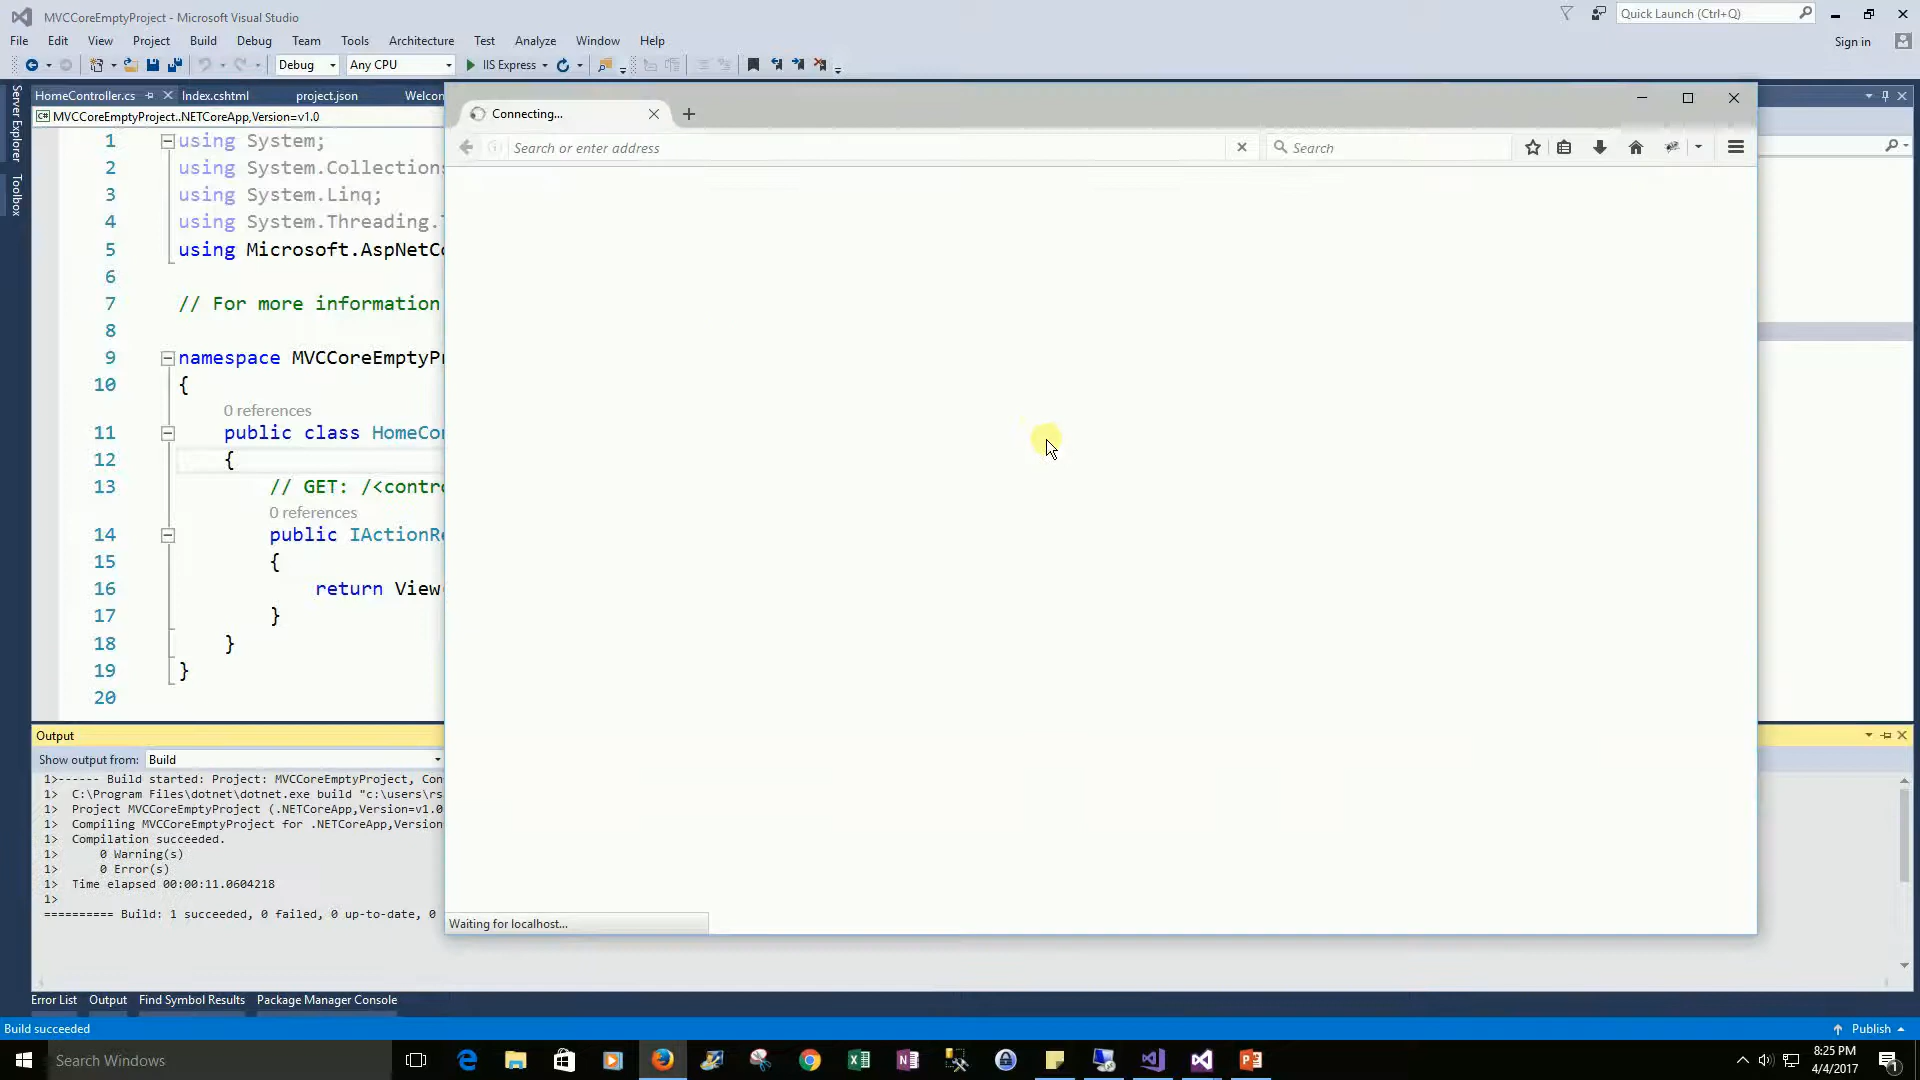 MVCCoreEmptyProject - Microsoft Visual Studio
Quick Launch (Ctrl+Q)
File Edit View Project Build Debug Team Tools Architecture Test Analyze Window Help
Sign in
Debug Any CPU IIS Express
Server Explorer
Toolbox
HomeController.cs Index.cshtml project.json Welcon
MVCCoreEmptyProject..NETCoreApp,Version=v1.0
Connecting...
Search or enter address
Search
1 using System;
2 using System.Collections
3 using System.Linq;
4 using System.Threading.
5 using Microsoft.AspNetCo
6
7 // For more information
8
9 namespace MVCCoreEmptyPr
10 {
0 references
11 public class HomeCon
12 {
13 // GET: /<contro
0 references
14 public IActionRe
15 {
16 return View(
17 }
18 }
19 }
20
Output
Show output from: Build
1>------ Build started: Project: MVCCoreEmptyProject, Con
1> C:\Program Files\dotnet\dotnet.exe build "c:\users\rs
1> Project MVCCoreEmptyProject (.NETCoreApp,Version=v1.0
1> Compiling MVCCoreEmptyProject for .NETCoreApp,Version
1> Compilation succeeded.
1> 0 Warning(s)
1> 0 Error(s)
1> Time elapsed 00:00:11.0604218
1>
========== Build: 1 succeeded, 0 failed, 0 up-to-date, 0
Waiting for localhost...
Error List Output Find Symbol Results Package Manager Console
Build succeeded
Publish
Search Windows
8:25 PM
4/4/2017